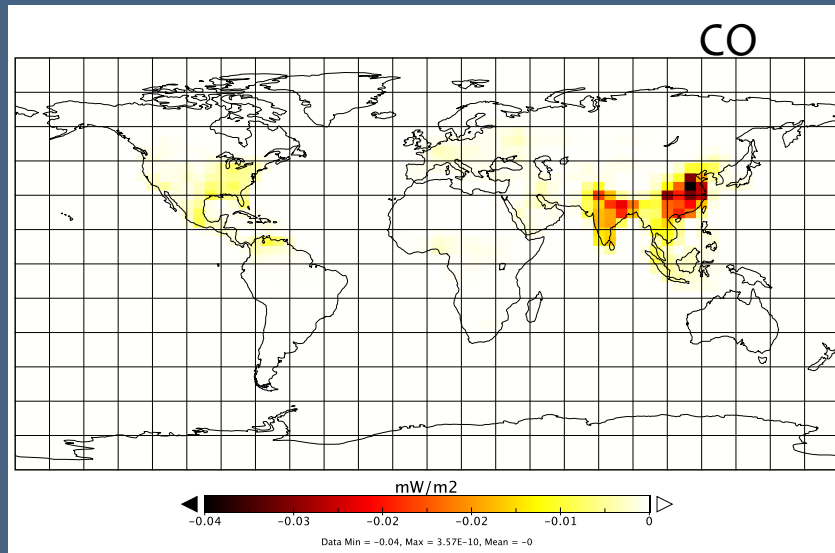 CO
mW/m2
-0.04 -0.03 -0.02 -0.02 -0.01 0
Data Min = -0.04, Max = 3.57E-10, Mean = -0